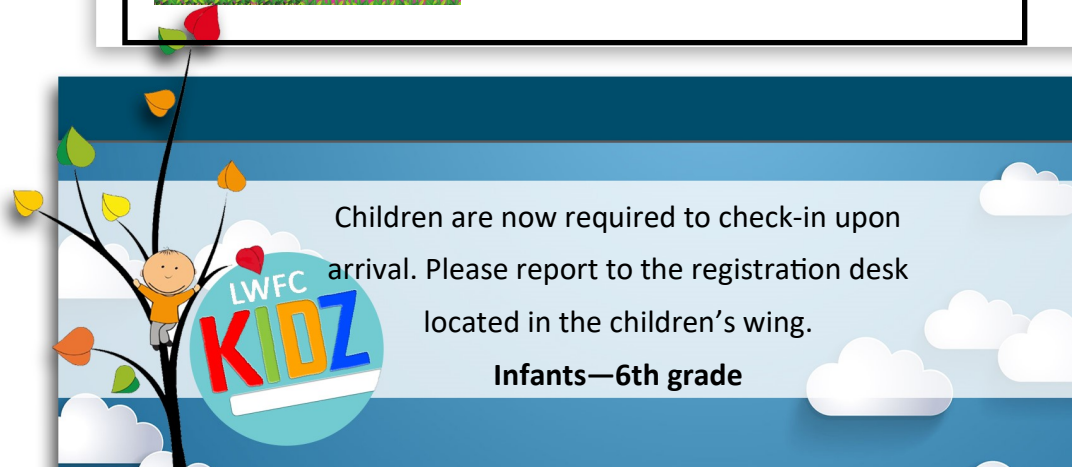 Children are now required to check-in upon
arrival. Please report to the registration desk
located in the children's wing.
Infants—6th grade
LWFC
KIDZ